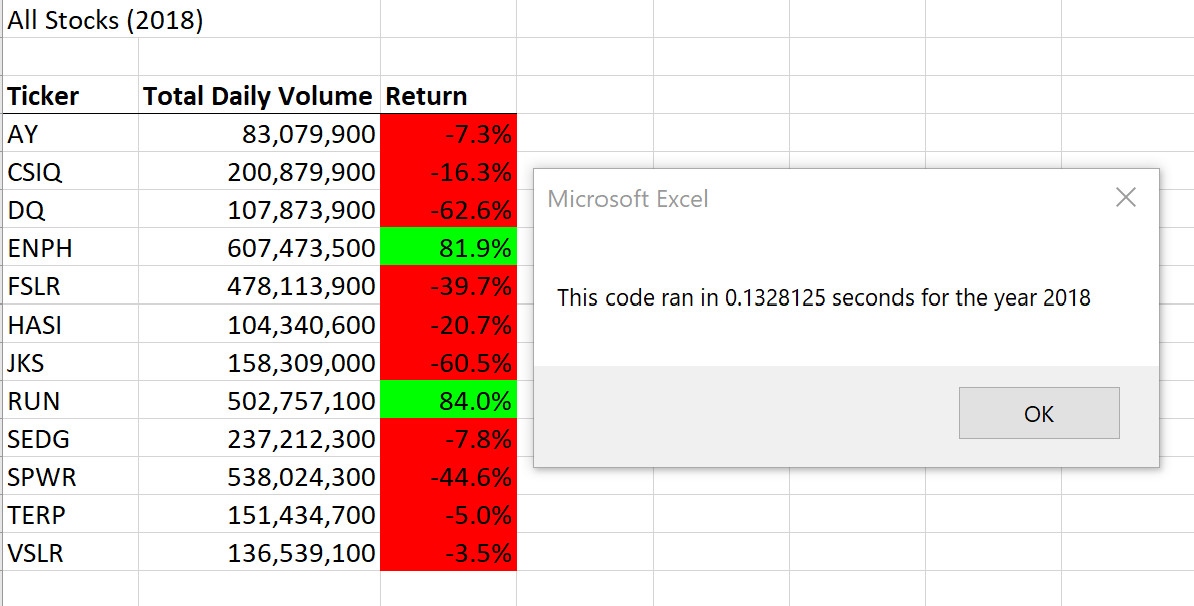 All Stocks (2018)
Ticker Total Daily Volume Return
AY 83,079,900 -7.3%
CSIQ 200,879,900 -16.3%
DQ 107,873,900 -62.6%
ENPH 607,473,500 81.9%
FSLR 478,113,900 -39.7%
HASI 104,340,600 -20.7%
JKS 158,309,000 -60.5%
RUN 502,757,100 84.0%
SEDG 237,212,300 -7.8%
SPWR 538,024,300 -44.6%
TERP 151,434,700 -5.0%
VSLR 136,539,100 -3.5%
Microsoft Excel
This code ran in 0.1328125 seconds for the year 2018
OK